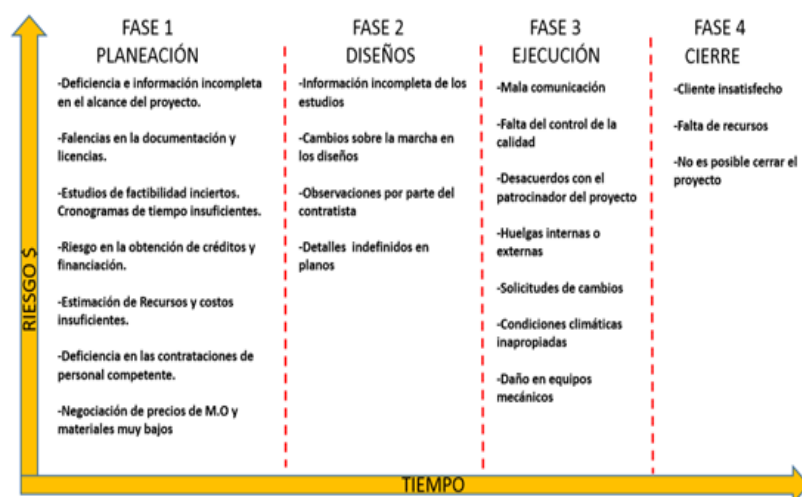 FASE 1
PLANEACIÓN
-Deficiencia e información incompleta
en el alcance del proyecto.
-Falencias en la documentación y
licencias.
-Estudios de factibilidad inciertos.
Cronogramas de tiempo insuficientes.
-Riesgo en la obtención de créditos y
financiación.
-Estimación de Recursos y costos
insuficientes.
-Deficiencia en las contrataciones de
personal competente.
-Negociación de precios de M.O y
materiales muy bajos
FASE 2
DISEÑOS
-Información incompleta de los
estudios
-Cambios sobre la marcha en
los diseños
-Observaciones por parte del
contratista
-Detalles indefinidos en
planos
FASE 3
EJECUCIÓN
-Mala comunicación
-Falta del control de la
calidad
-Desacuerdos con el
patrocinador del proyecto
-Huelgas internas o
externas
-Solicitudes de cambios
-Condiciones climáticas
inapropiadas
-Daño en equipos
mecánicos
FASE 4
CIERRE
-Cliente insatisfecho
-Falta de recursos
-No es posible cerrar el
proyecto
RIESGO $
TIEMPO